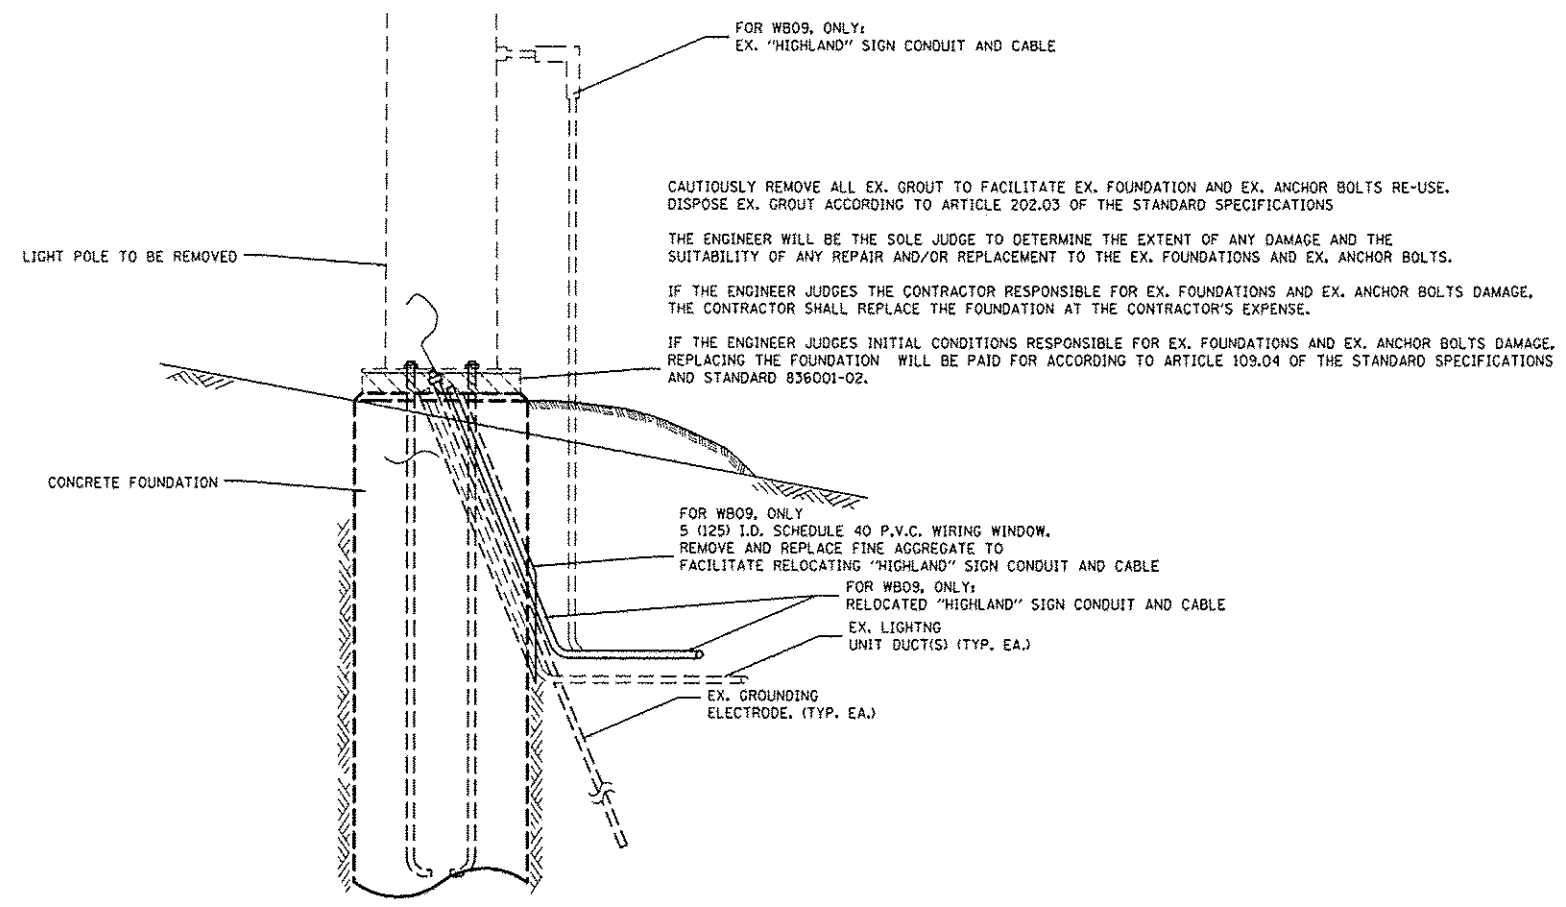 FOR WB09, ONLY:
EX. "HIGHLAND" SIGN CONDUIT AND CABLE
CAUTIOUSLY REMOVE ALL EX. GROUT TO FACILITATE EX. FOUNDATION AND EX. ANCHOR BOLTS RE-USE.
DISPOSE EX. GROUT ACCORDING TO ARTICLE 202.03 OF THE STANDARD SPECIFICATIONS
THE ENGINEER WILL BE THE SOLE JUDGE TO DETERMINE THE EXTENT OF ANY DAMAGE AND THE
SUITABILITY OF ANY REPAIR AND/OR REPLACEMENT TO THE EX. FOUNDATIONS AND EX. ANCHOR BOLTS.
LIGHT POLE TO BE REMOVED
IF THE ENGINEER JUDGES THE CONTRACTOR RESPONSIBLE FOR EX. FOUNDATIONS AND EX. ANCHOR BOLTS DAMAGE,
THE CONTRACTOR SHALL REPLACE THE FOUNDATION AT THE CONTRACTOR'S EXPENSE.
IF THE ENGINEER JUDGES INITIAL CONDITIONS RESPONSIBLE FOR EX. FOUNDATIONS AND EX. ANCHOR BOLTS DAMAGE,
REPLACING THE FOUNDATION WILL BE PAID FOR ACCORDING TO ARTICLE 109.04 OF THE STANDARD SPECIFICATIONS
AND STANDARD 836001-02.
CONCRETE FOUNDATION
FOR WB09, ONLY
5 (125) I.D. SCHEDULE 40 P.V.C. WIRING WINDOW.
REMOVE AND REPLACE FINE AGGREGATE TO
FACILITATE RELOCATING "HIGHLAND" SIGN CONDUIT AND CABLE
FOR WB09, ONLY:
RELOCATED "HIGHLAND" SIGN CONDUIT AND CABLE
EX. LIGHTNG
UNIT DUCT(S) (TYP. EA.)
EX. GROUNDING
ELECTRODE. (TYP. EA.)